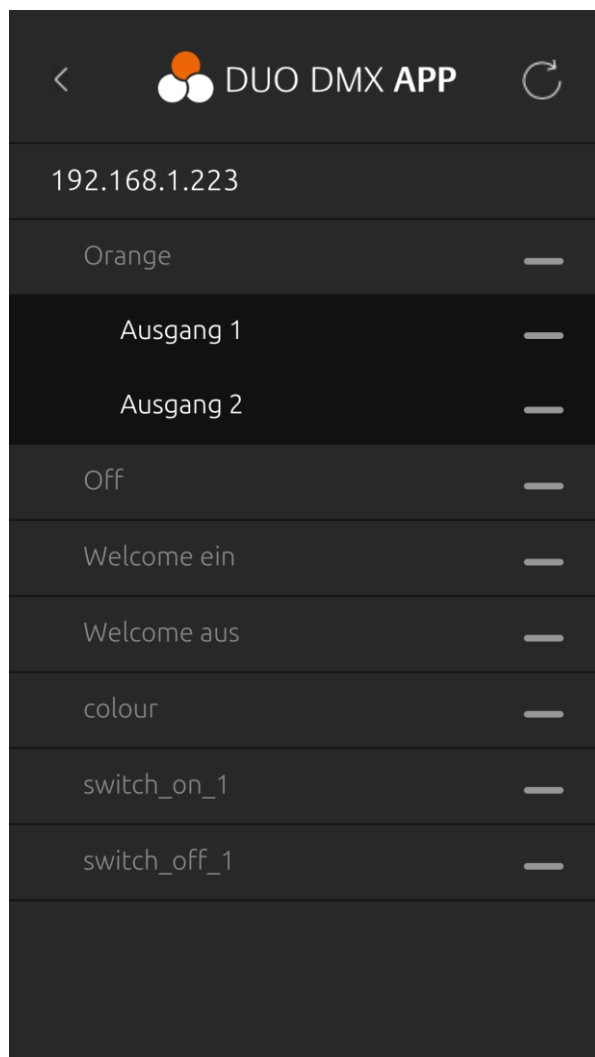 DUO DMX APP
192.168.1.223
Orange
Ausgang 1
Ausgang 2
Off
Welcome ein
Welcome aus
colour
switch_on_1
switch_off_1